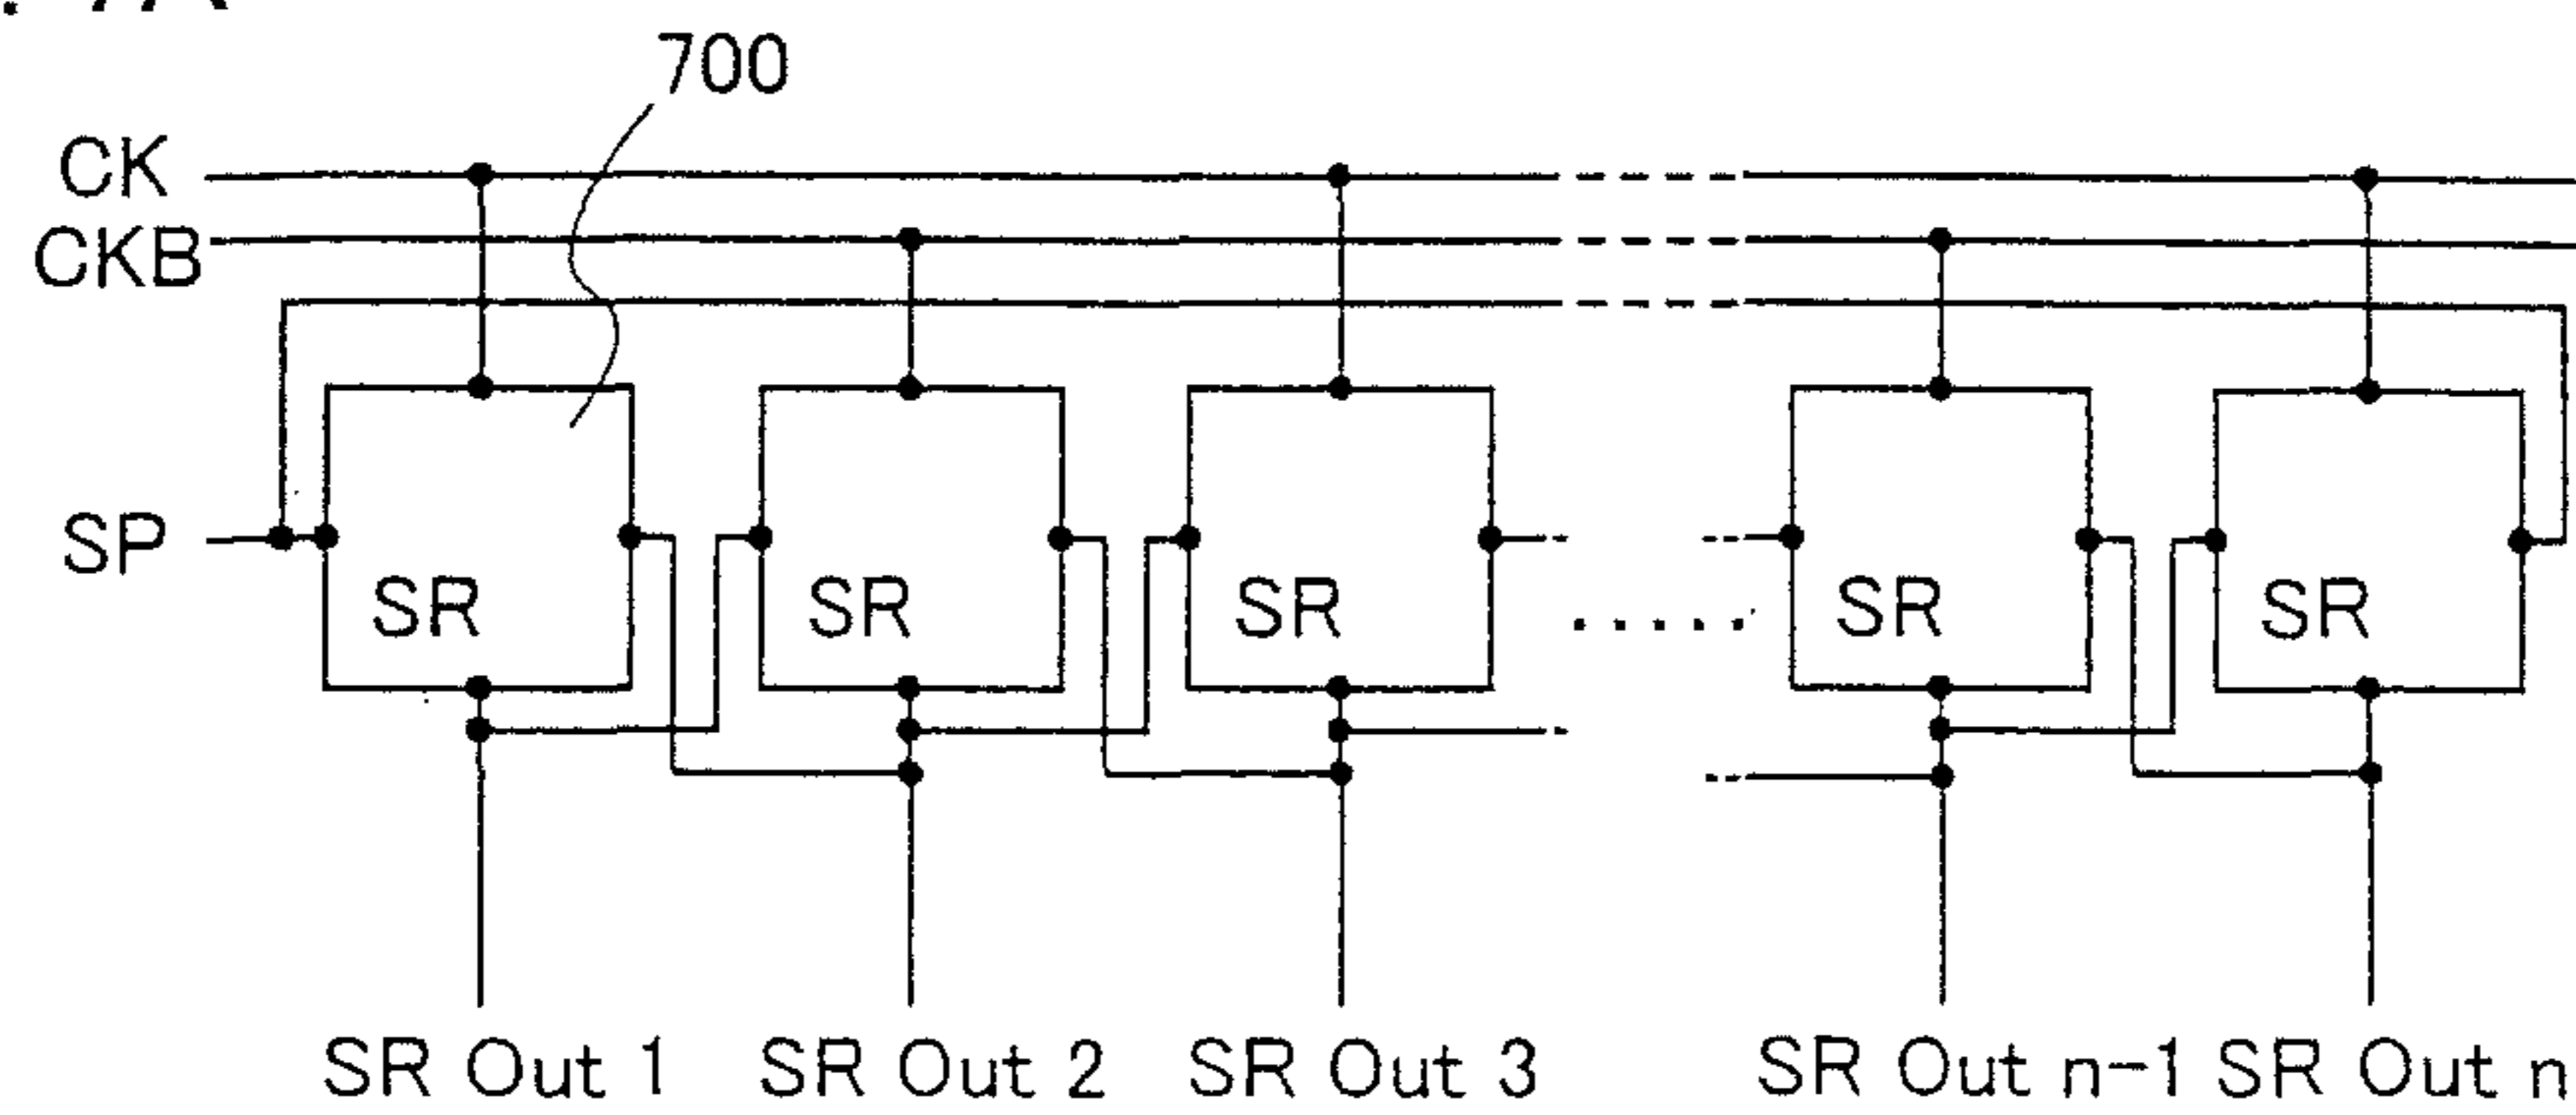 700
CK
CKB
SP
SR SR SR ..... SR SR
SR Out 1 SR Out 2 SR Out 3 SR Out n-1 SR Out n